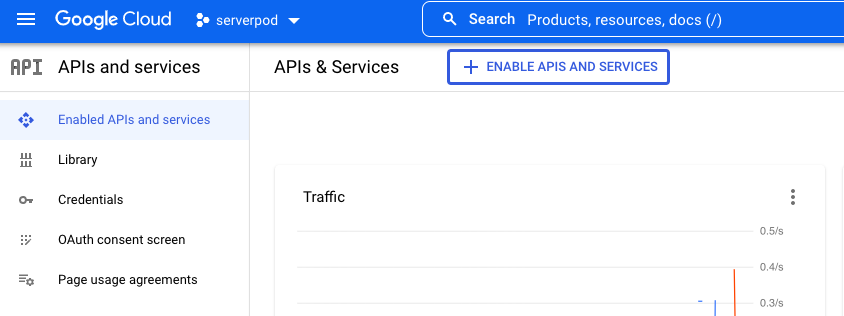 Google Cloud
serverpod
Search Products, resources, docs (/)
API APIs and services
APIs & Services
ENABLE APIS AND SERVICES
Enabled APIs and services
Library
Credentials
OAuth consent screen
Page usage agreements
Traffic
0.5/s
0.4/s
0.3/s